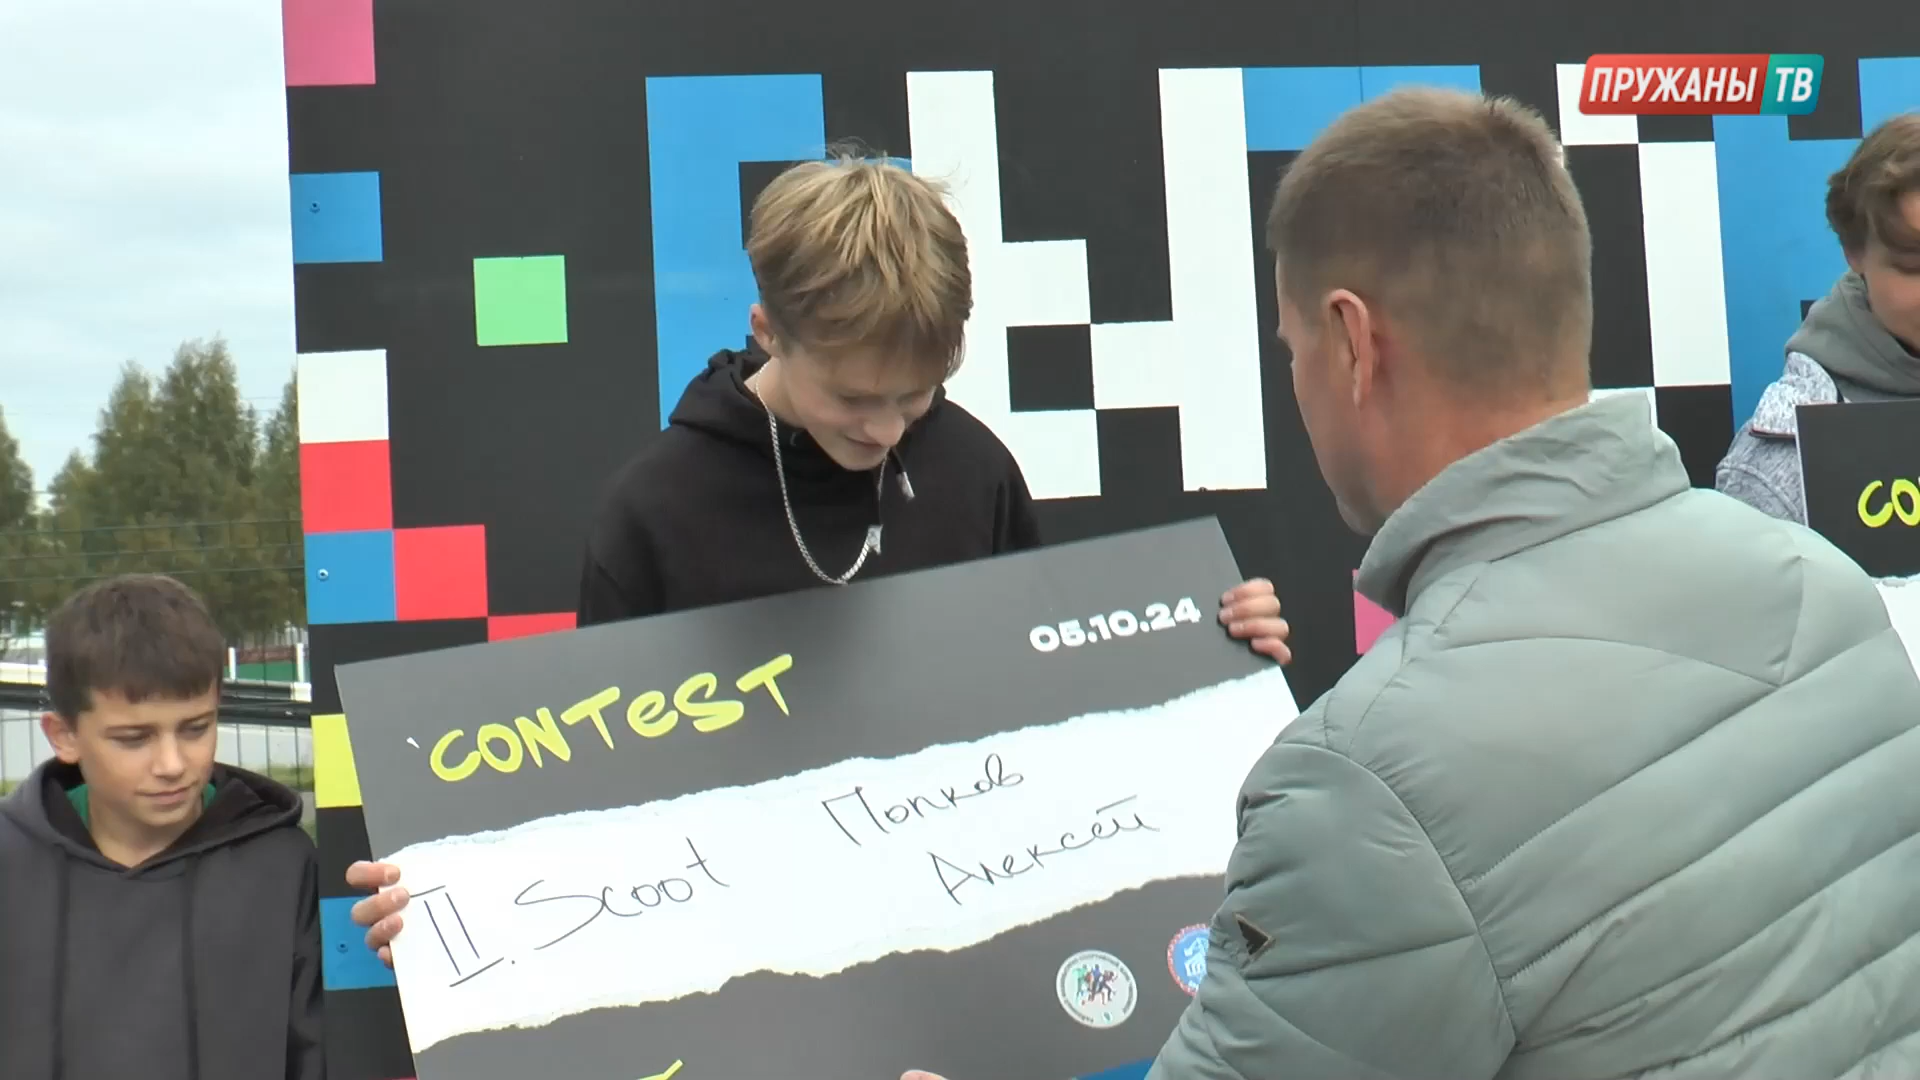 ПРУЖАНЫ ТВ
05.10.24
CONTEST
II. Scoot
Попков
Алексей
CO